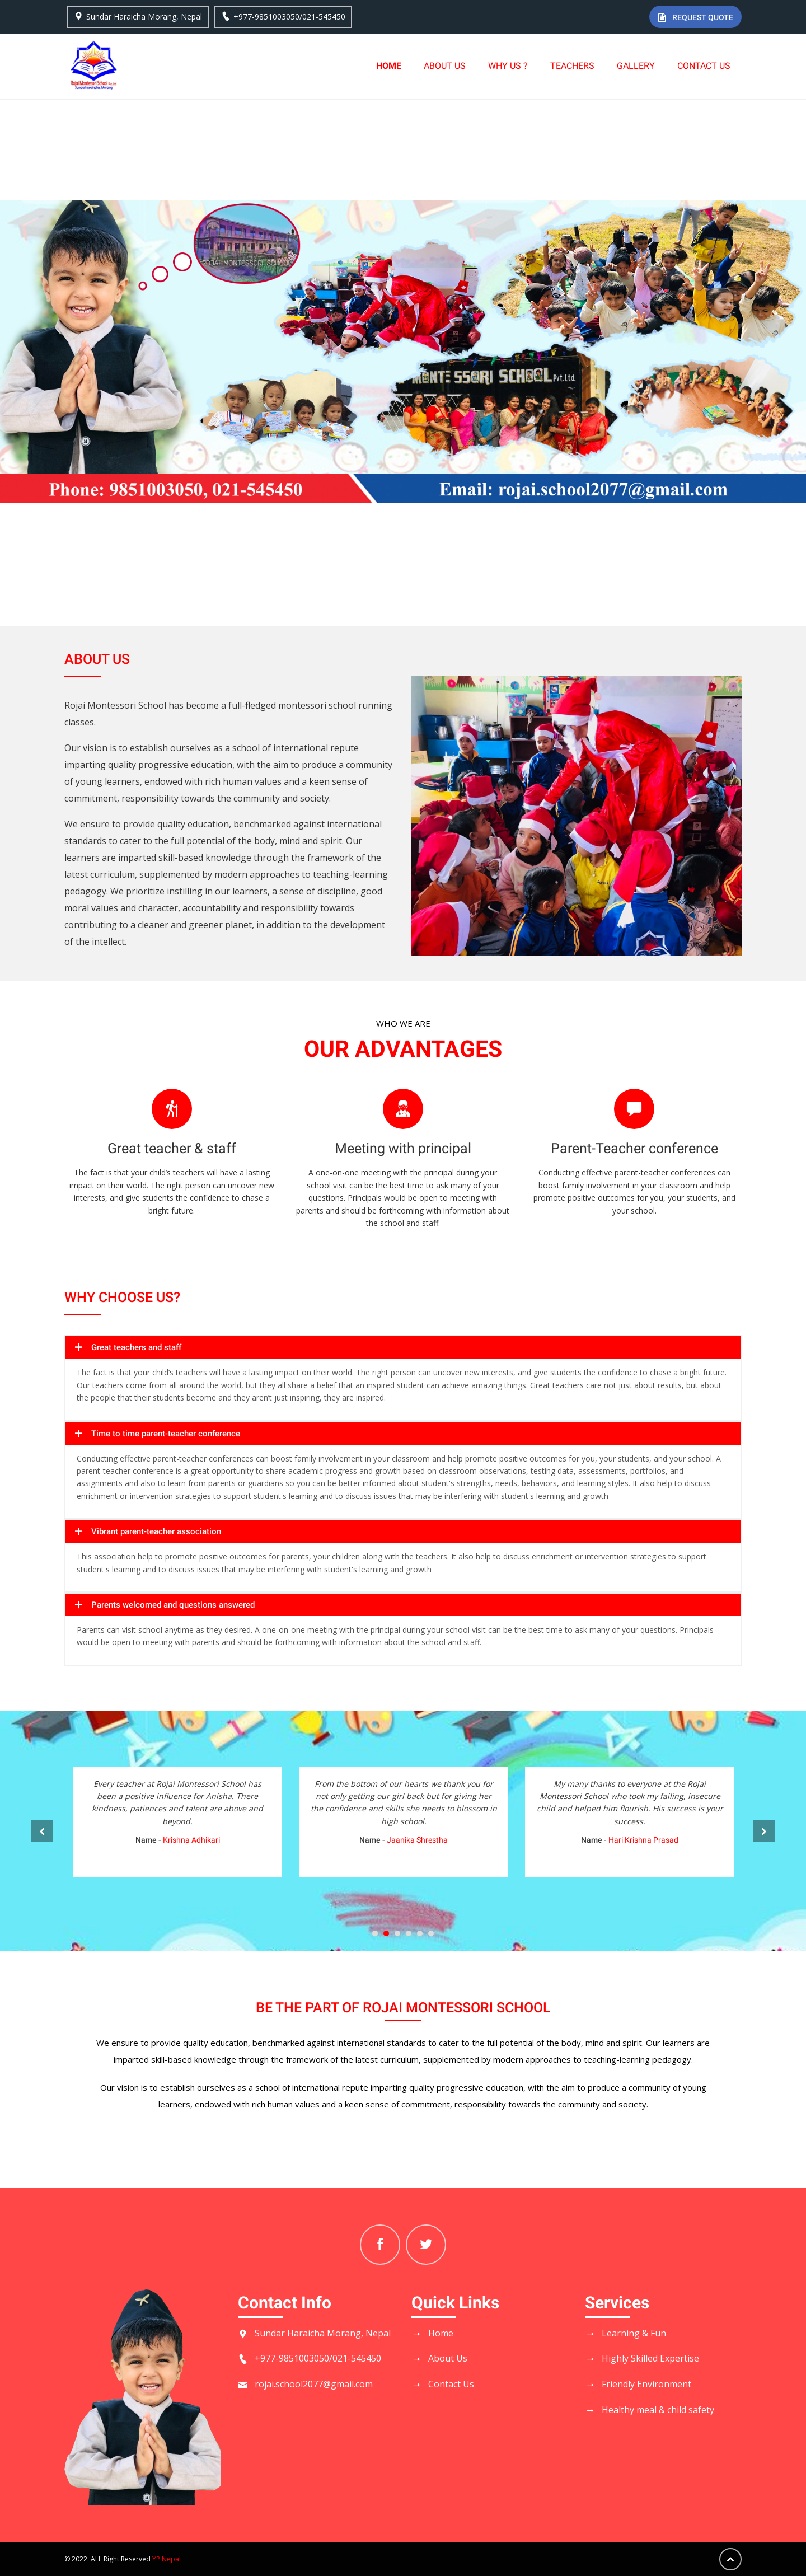 Sundar Haraicha Morang, Nepal
+977-9851003050/021-545450
REQUEST QUOTE
Rojai Montessori School Pvt. Ltd
Sundarharaicha, Morang
HOME
ABOUT US
WHY US ?
TEACHERS
GALLERY
CONTACT US
ROJAI MONTESSORI SCHOOL
MONTESSORI SCHOOL Pvt. Ltd.
Phone: 9851003050, 021-545450
Email: rojai.school2077@gmail.com
ABOUT US
Rojai Montessori School has become a full-fledged montessori school running
classes.
Our vision is to establish ourselves as a school of international repute
imparting quality progressive education, with the aim to produce a community
of young learners, endowed with rich human values and a keen sense of
commitment, responsibility towards the community and society.
We ensure to provide quality education, benchmarked against international
standards to cater to the full potential of the body, mind and spirit. Our
learners are imparted skill-based knowledge through the framework of the
latest curriculum, supplemented by modern approaches to teaching-learning
pedagogy. We prioritize instilling in our learners, a sense of discipline, good
moral values and character, accountability and responsibility towards
contributing to a cleaner and greener planet, in addition to the development
of the intellect.
WHO WE ARE
OUR ADVANTAGES
Great teacher & staff
The fact is that your child's teachers will have a lasting
impact on their world. The right person can uncover new
interests, and give students the confidence to chase a
bright future.
Meeting with principal
A one-on-one meeting with the principal during your
school visit can be the best time to ask many of your
questions. Principals would be open to meeting with
parents and should be forthcoming with information about
the school and staff.
Parent-Teacher conference
Conducting effective parent-teacher conferences can
boost family involvement in your classroom and help
promote positive outcomes for you, your students, and
your school.
WHY CHOOSE US?
Great teachers and staff
The fact is that your child's teachers will have a lasting impact on their world. The right person can uncover new interests, and give students the confidence to chase a bright future.
Our teachers come from all around the world, but they all share a belief that an inspired student can achieve amazing things. Great teachers care not just about results, but about
the people that their students become and they aren't just inspiring, they are inspired.
Time to time parent-teacher conference
Conducting effective parent-teacher conferences can boost family involvement in your classroom and help promote positive outcomes for you, your students, and your school. A
parent-teacher conference is a great opportunity to share academic progress and growth based on classroom observations, testing data, assessments, portfolios, and
assignments and also to learn from parents or guardians so you can be better informed about student's strengths, needs, behaviors, and learning styles. It also help to discuss
enrichment or intervention strategies to support student's learning and to discuss issues that may be interfering with student's learning and growth
Vibrant parent-teacher association
This association help to promote positive outcomes for parents, your children along with the teachers. It also help to discuss enrichment or intervention strategies to support
student's learning and to discuss issues that may be interfering with student's learning and growth
Parents welcomed and questions answered
Parents can visit school anytime as they desired. A one-on-one meeting with the principal during your school visit can be the best time to ask many of your questions. Principals
would be open to meeting with parents and should be forthcoming with information about the school and staff.
Every teacher at Rojai Montessori School has
been a positive influence for Anisha. There
kindness, patiences and talent are above and
beyond.
Name - Krishna Adhikari
From the bottom of our hearts we thank you for
not only getting our girl back but for giving her
the confidence and skills she needs to blossom in
high school.
Name - Jaanika Shrestha
My many thanks to everyone at the Rojai
Montessori School who took my failing, insecure
child and helped him flourish. His success is your
success.
Name - Hari Krishna Prasad
BE THE PART OF ROJAI MONTESSORI SCHOOL
We ensure to provide quality education, benchmarked against international standards to cater to the full potential of the body, mind and spirit. Our learners are
imparted skill-based knowledge through the framework of the latest curriculum, supplemented by modern approaches to teaching-learning pedagogy.
Our vision is to establish ourselves as a school of international repute imparting quality progressive education, with the aim to produce a community of young
learners, endowed with rich human values and a keen sense of commitment, responsibility towards the community and society.
Contact Info
Sundar Haraicha Morang, Nepal
+977-9851003050/021-545450
rojai.school2077@gmail.com
Quick Links
Home
About Us
Contact Us
Services
Learning & Fun
Highly Skilled Expertise
Friendly Environment
Healthy meal & child safety
© 2022. ALL Right Reserved YP Nepal